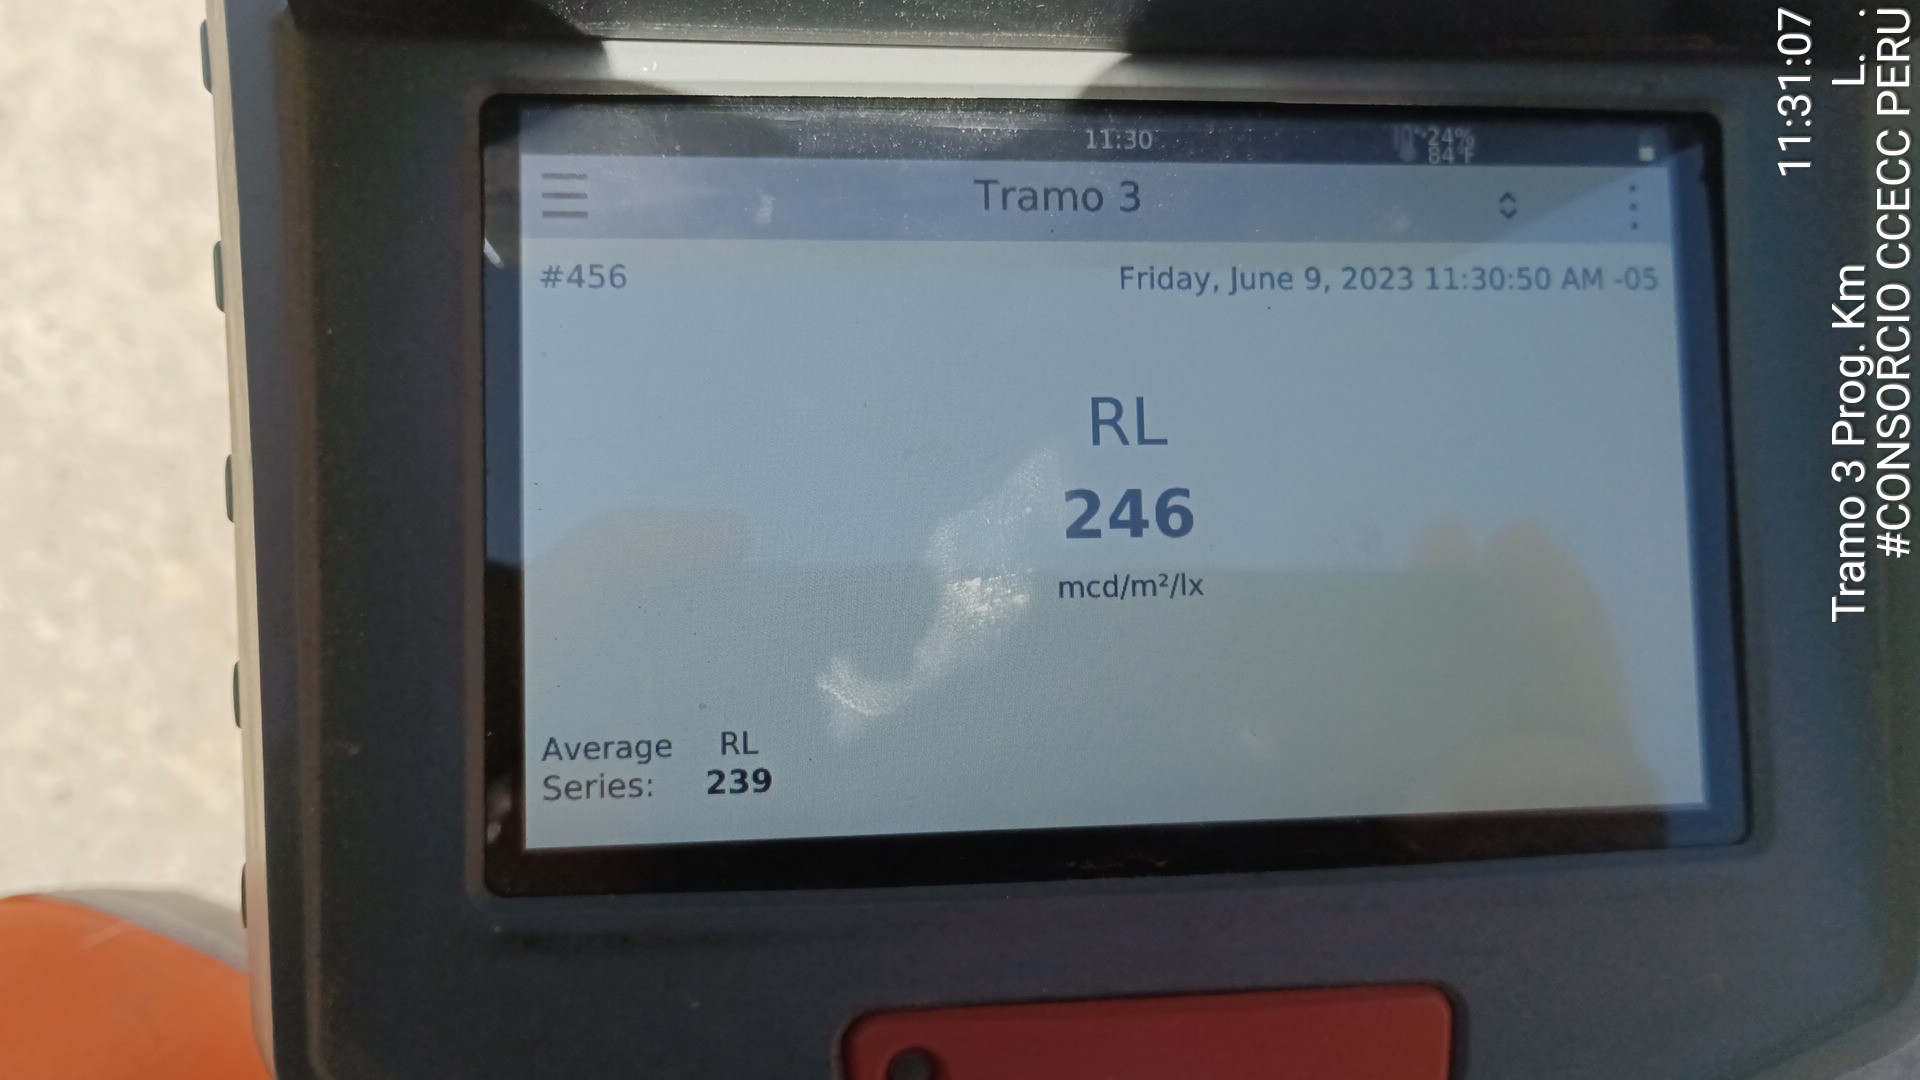 11:30
24%
84°F
Tramo 3
#456
Friday, June 9, 2023 11:30:50 AM -05
RL
246
mcd/m²/lx
Average RL
Series: 239
11:31:07
Tramo 3 Prog. Km L. .
#CONSORCIO CCECC PERU